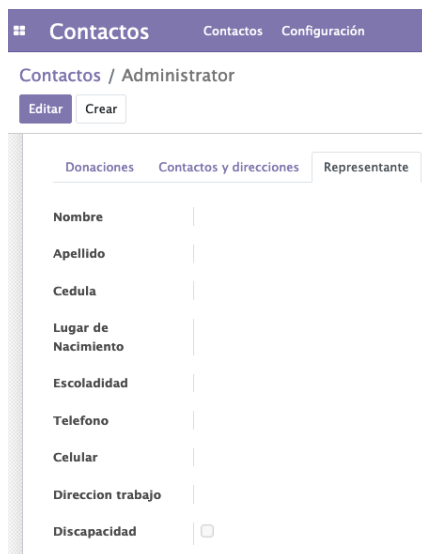 Contactos Contactos Configuración
Contactos / Administrator
Editar Crear
Donaciones Contactos y direcciones Representante
Nombre
Apellido
Cedula
Lugar de
Nacimiento
Escoladidad
Telefono
Celular
Direccion trabajo
Discapacidad